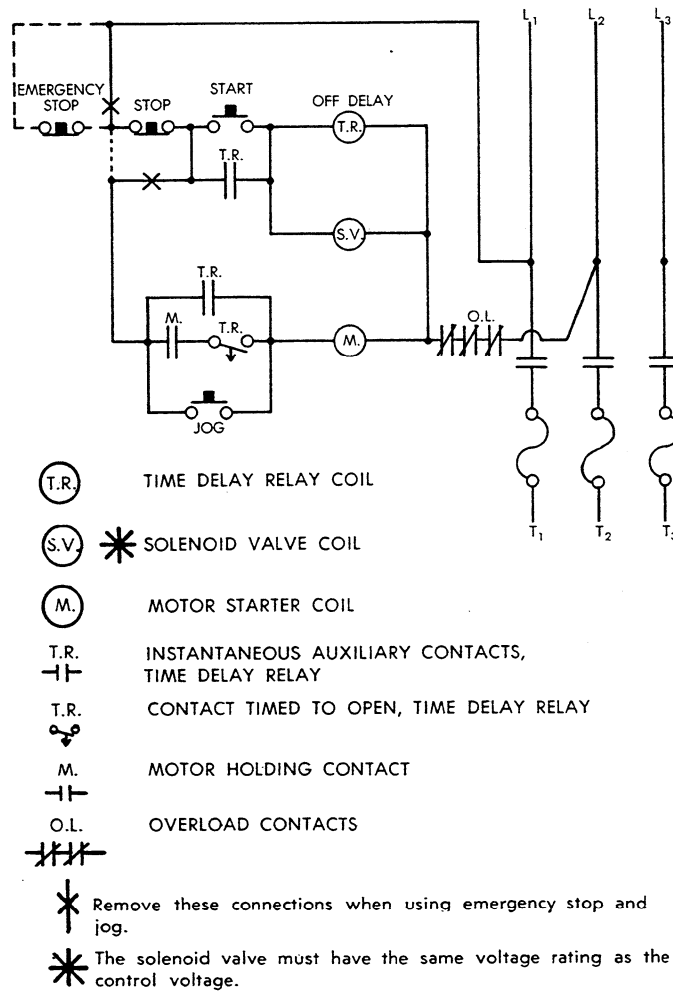 L1 L2 L3
EMERGENCY
STOP STOP START OFF DELAY
T.R.
T.R.
S.V.
T.R.
M. T.R. M. O.L.
JOG
T.R. TIME DELAY RELAY COIL
S.V. SOLENOID VALVE COIL
T1 T2
M. MOTOR STARTER COIL
T.R. INSTANTANEOUS AUXILIARY CONTACTS,
TIME DELAY RELAY
T.R. CONTACT TIMED TO OPEN, TIME DELAY RELAY
M. MOTOR HOLDING CONTACT
O.L. OVERLOAD CONTACTS
Remove these connections when using emergency stop and
jog.
The solenoid valve must have the same voltage rating as the
control voltage.